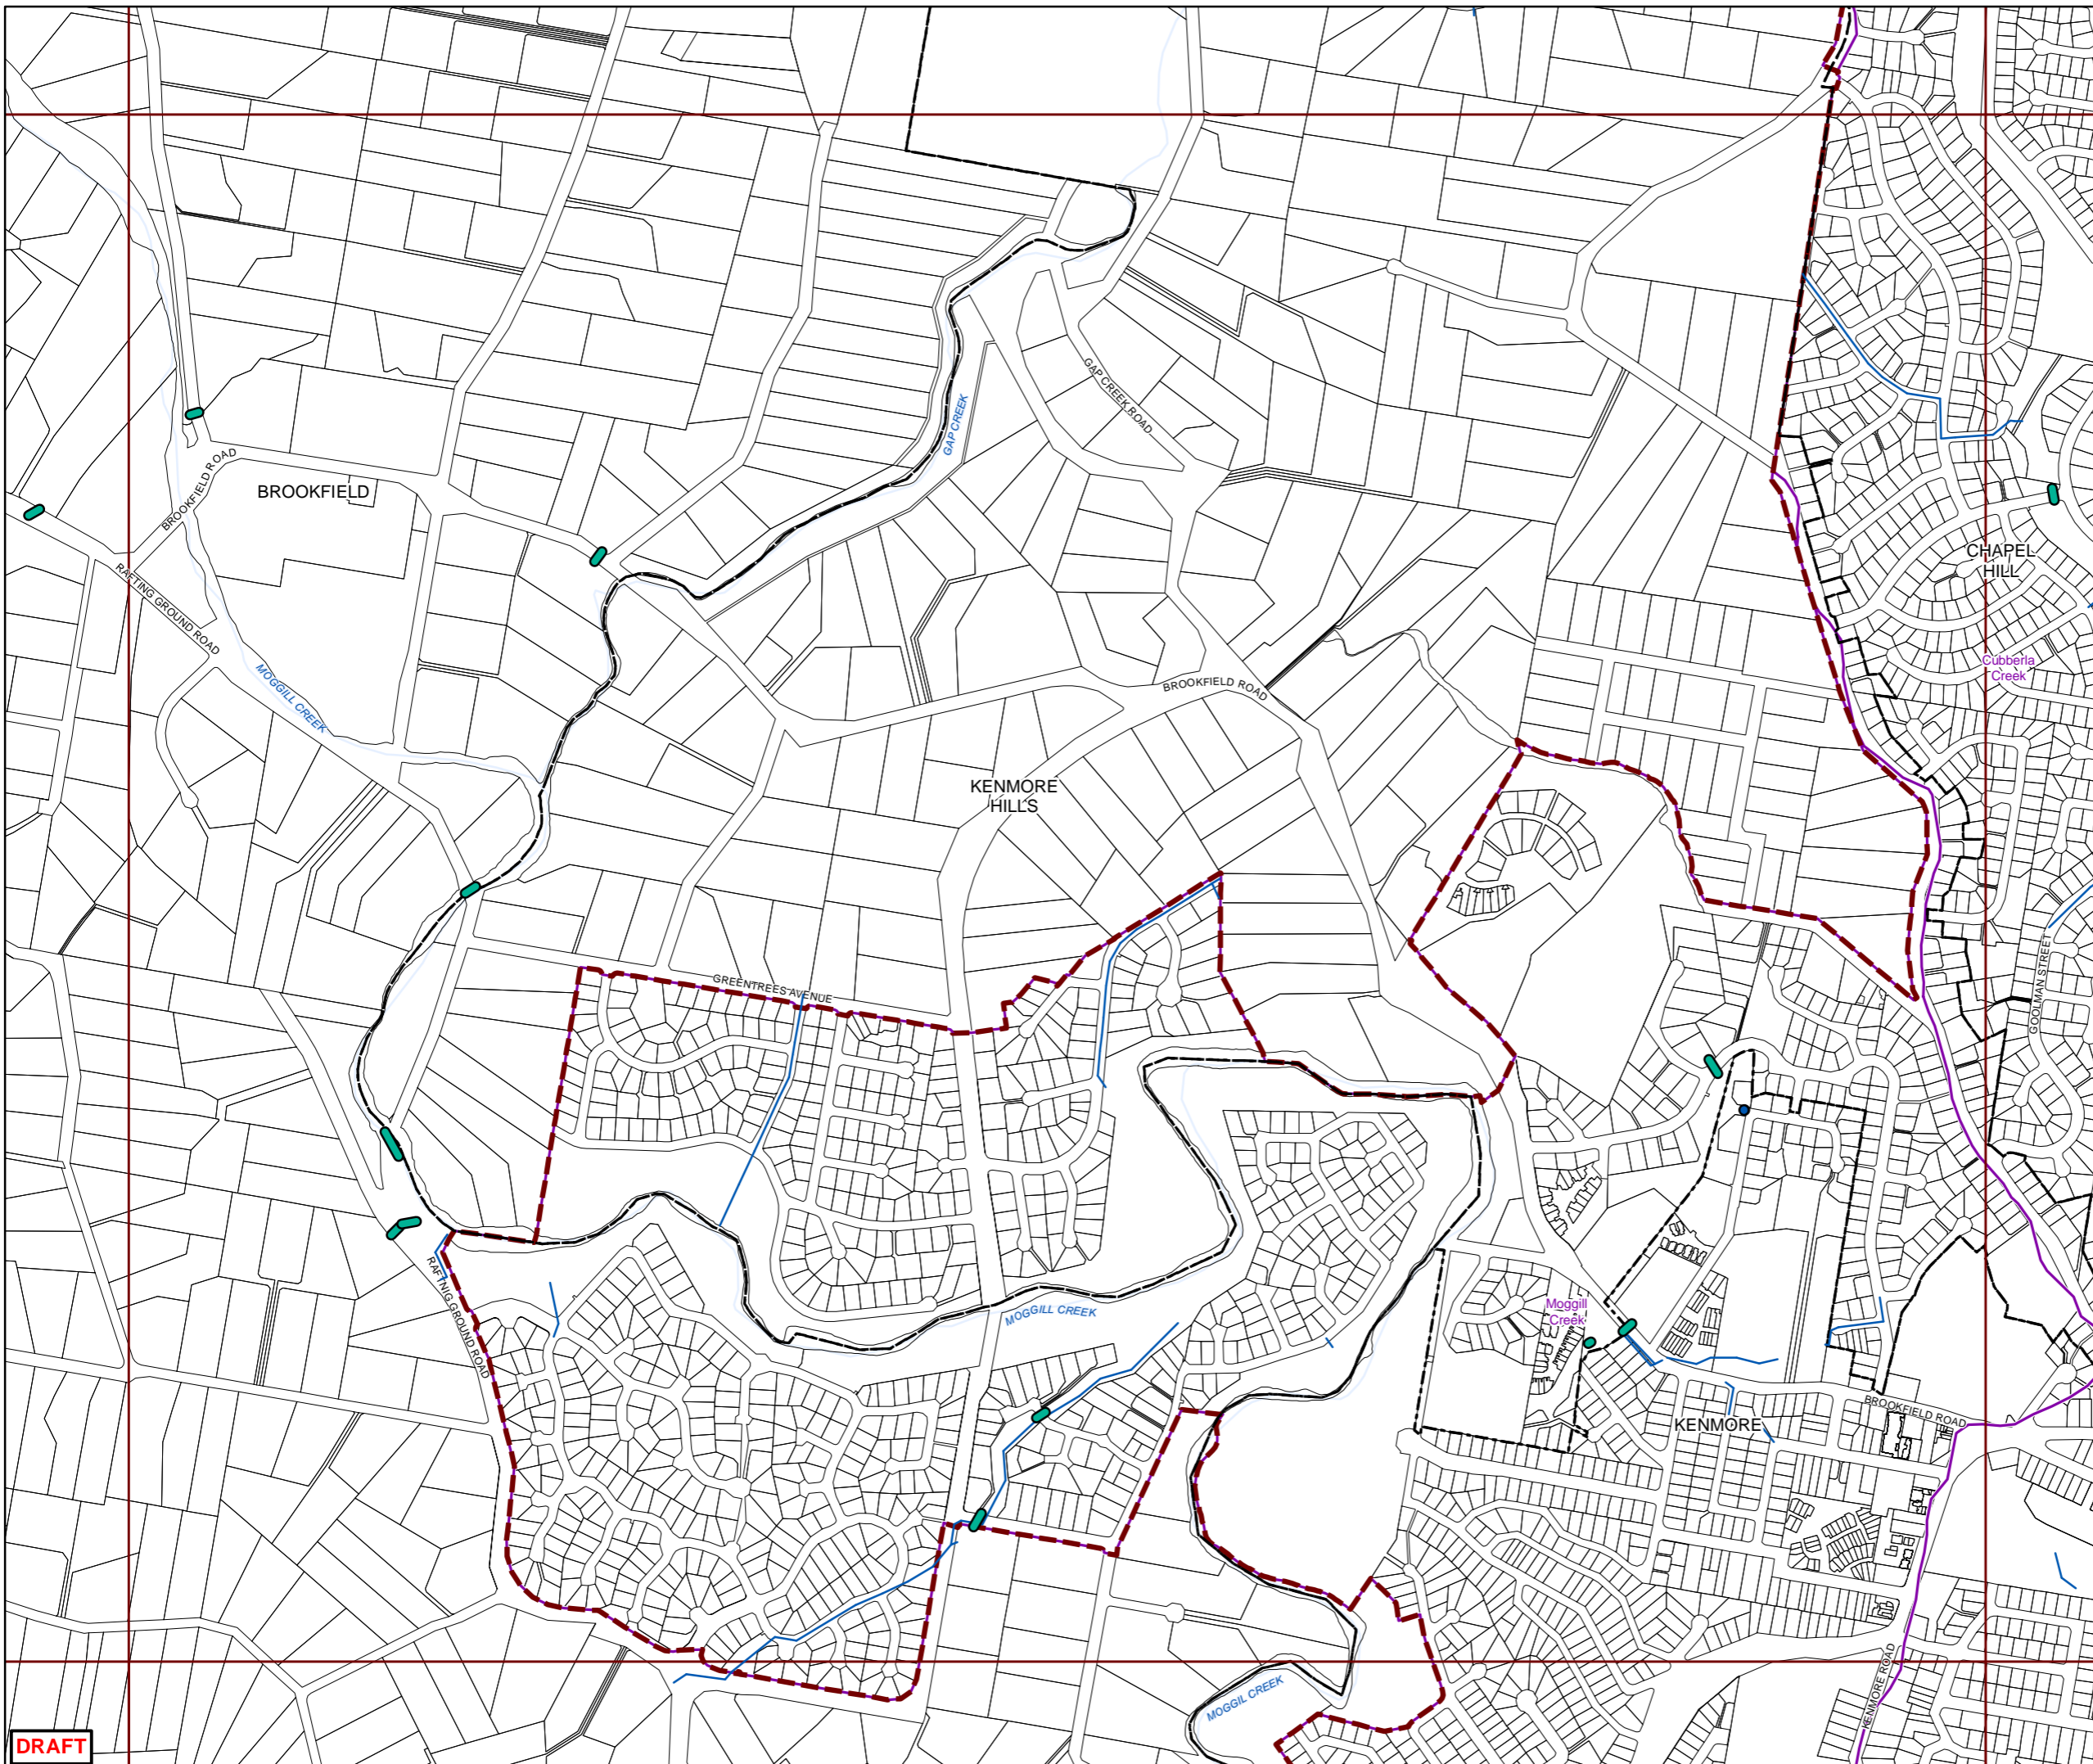 GAP CREEK ROAD
GAP CREEK
BROOKFIELD ROAD
BROOKFIELD
CHAPEL
HILL
RAFTING GROUND ROAD
Cubberla
Creek
MOGGILL CREEK
BROOKFIELD ROAD
KENMORE
HILLS
GREENTREES AVENUE
GOOLMAN STREET
RAFTNIG GROUND ROAD
MOGGILL CREEK
Moggill
Creek
BROOKFIELD ROAD
KENMORE
KENMORE ROAD
MOGGIL CREEK
DRAFT